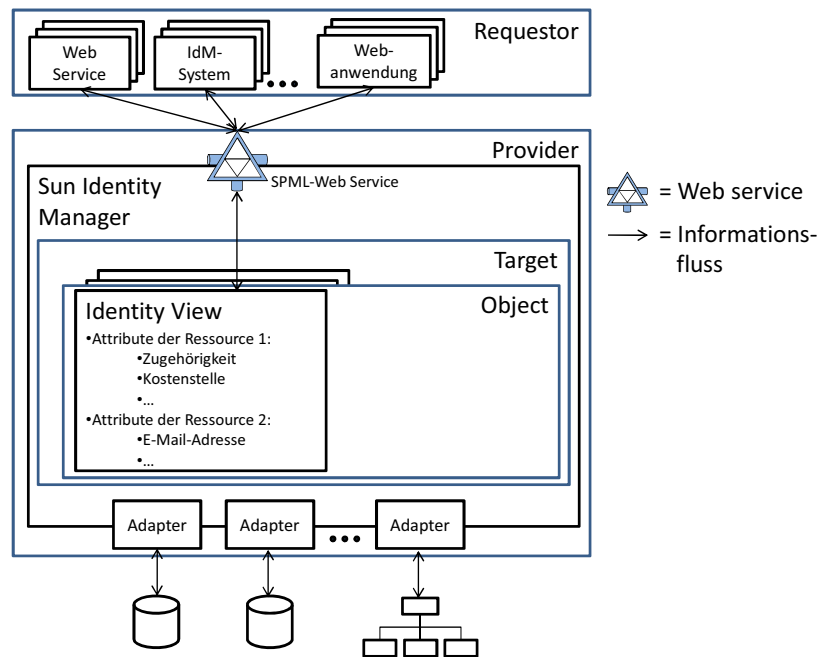 Requestor
Web
Service
IdM-
System
...
Web-
anwendung
Provider
SPML-Web Service
Sun Identity
Manager
Target
Object
Identity View
•Attribute der Ressource 1:
•Zugehörigkeit
•Kostenstelle
•...
•Attribute der Ressource 2:
•E-Mail-Adresse
•...
Adapter
Adapter
...
Adapter
= Web service
= Informations-
fluss